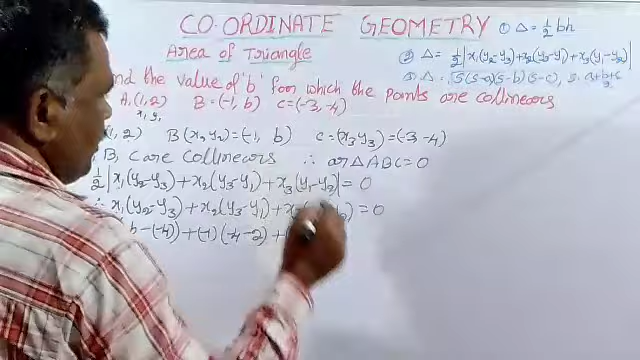 CO-ORDINATE GEOMETRY ① Δ = ½ bh
Area of Triangle ② Δ = ½|x₁(y₂-y₃)+x₂(y₃-y₁)+x₃(y₁-y₂)|
③ Δ = √S(S-a)(S-b)(S-c), S = a+b+c/2
nd the value of 'b' for which the points are collinears
A(1,2) B=(-1, b) C=(-3,-4)
x₁ y₁
1,2) B(x₂ y₂)=(-1, b) C=(x₃ y₃)=(-3,-4)
B, C are Collinears ∴ ar ΔABC=0
½|x₁(y₂-y₃)+x₂(y₃-y₁)+x₃(y₁-y₂)|=0
∴ x₁(y₂-y₃)+x₂(y₃-y₁)+ =0
b-(-4))+(-1)(-4-2)+